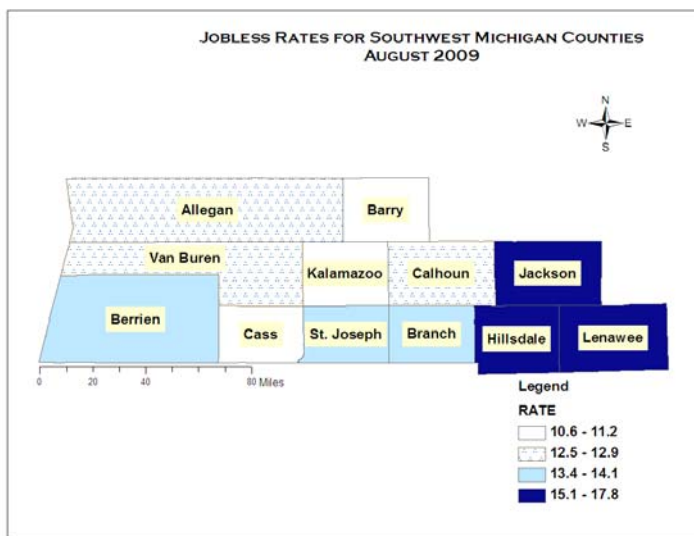 JOBLESS RATES FOR SOUTHWEST MICHIGAN COUNTIES
AUGUST 2009
N
W E
S
Allegan
Barry
Van Buren
Kalamazoo
Calhoun
Jackson
Berrien
Cass
St. Joseph
Branch
Hillsdale
Lenawee
0 20 40 60 80 Miles
Legend
RATE
10.6 - 11.2
12.5 - 12.9
13.4 - 14.1
15.1 - 17.8